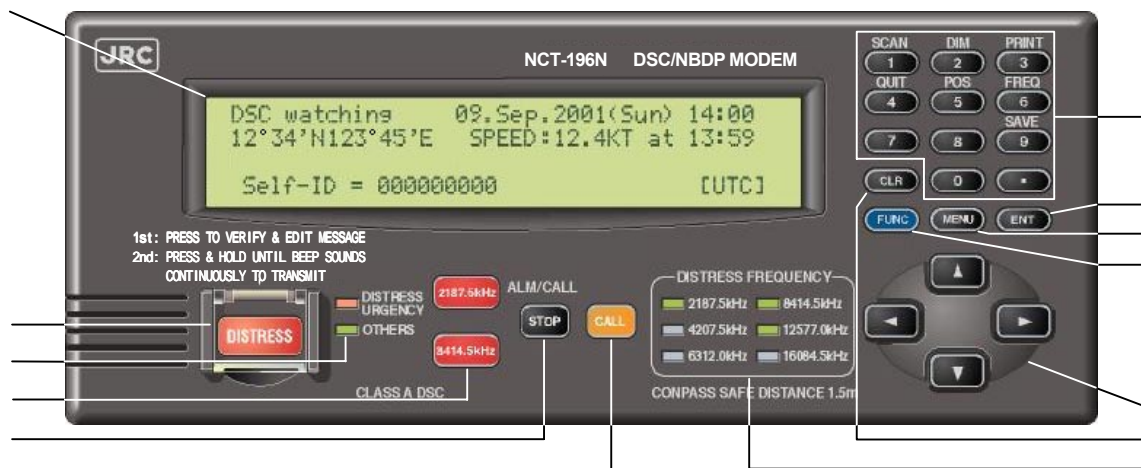 JRC
NCT-196N DSC/NBDP MODEM
DSC watching 09.Sep.2001(Sun) 14:00
12°34'N123°45'E SPEED:12.4KT at 13:59
Self-ID = 000000000 [UTC]
1st: PRESS TO VERIFY & EDIT MESSAGE
2nd: PRESS & HOLD UNTIL BEEP SOUNDS
CONTINUOUSLY TO TRANSMIT
DISTRESS
DISTRESS
URGENCY
OTHERS
2187.5kHz
8414.5kHz
CLASS A DSC
ALM/CALL
STOP
CALL
DISTRESS FREQUENCY
2187.5kHz 8414.5kHz
4207.5kHz 12577.0kHz
6312.0kHz 16084.5kHz
CONPASS SAFE DISTANCE 1.5m
SCAN DIM PRINT
1 2 3
QUIT POS FREQ
4 5 6
SAVE
7 8 9
CLR 0 .
FUNC MENU ENT